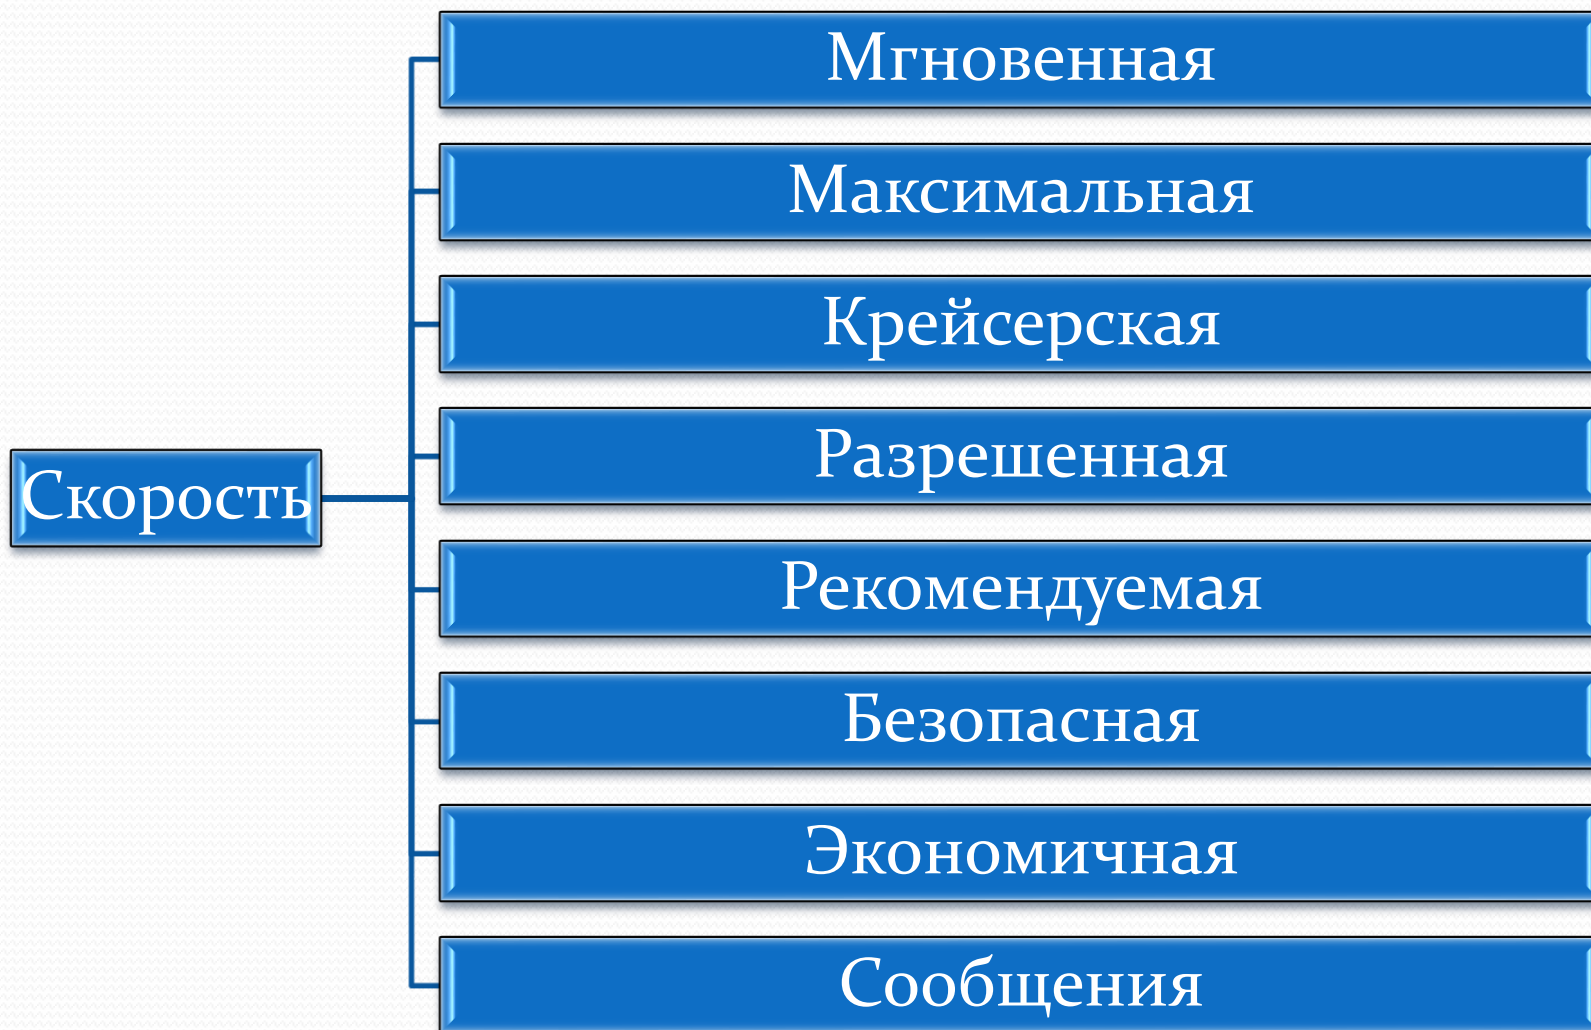 Мгновенная
Максимальная
Крейсерская
Разрешенная
Скорость
Рекомендуемая
Безопасная
Экономичная
Сообщения